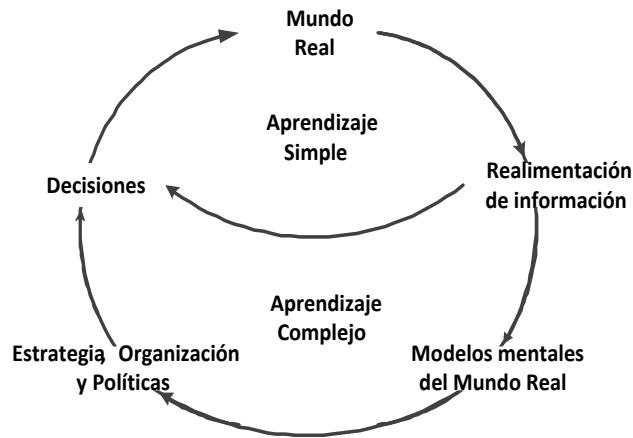 Mundo
Real
Aprendizaje
Simple
Decisiones
Realimentación
de información
Aprendizaje
Complejo
Estrategia, Organización
y Políticas
Modelos mentales
del Mundo Real